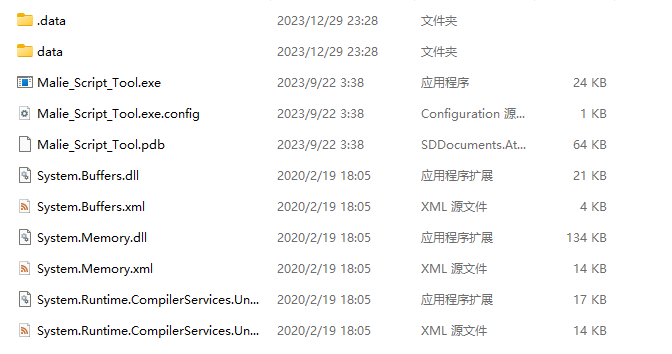 .data 2023/12/29 23:28 文件夹
data 2023/12/29 23:28 文件夹
Malie_Script_Tool.exe 2023/9/22 3:38 应用程序 24 KB
Malie_Script_Tool.exe.config 2023/9/22 3:38 Configuration 源... 1 KB
Malie_Script_Tool.pdb 2023/9/22 3:38 SDDocuments.At... 64 KB
System.Buffers.dll 2020/2/19 18:05 应用程序扩展 21 KB
System.Buffers.xml 2020/2/19 18:05 XML 源文件 4 KB
System.Memory.dll 2020/2/19 18:05 应用程序扩展 134 KB
System.Memory.xml 2020/2/19 18:05 XML 源文件 14 KB
System.Runtime.CompilerServices.Un... 2020/2/19 18:05 应用程序扩展 17 KB
System.Runtime.CompilerServices.Un... 2020/2/19 18:05 XML 源文件 14 KB